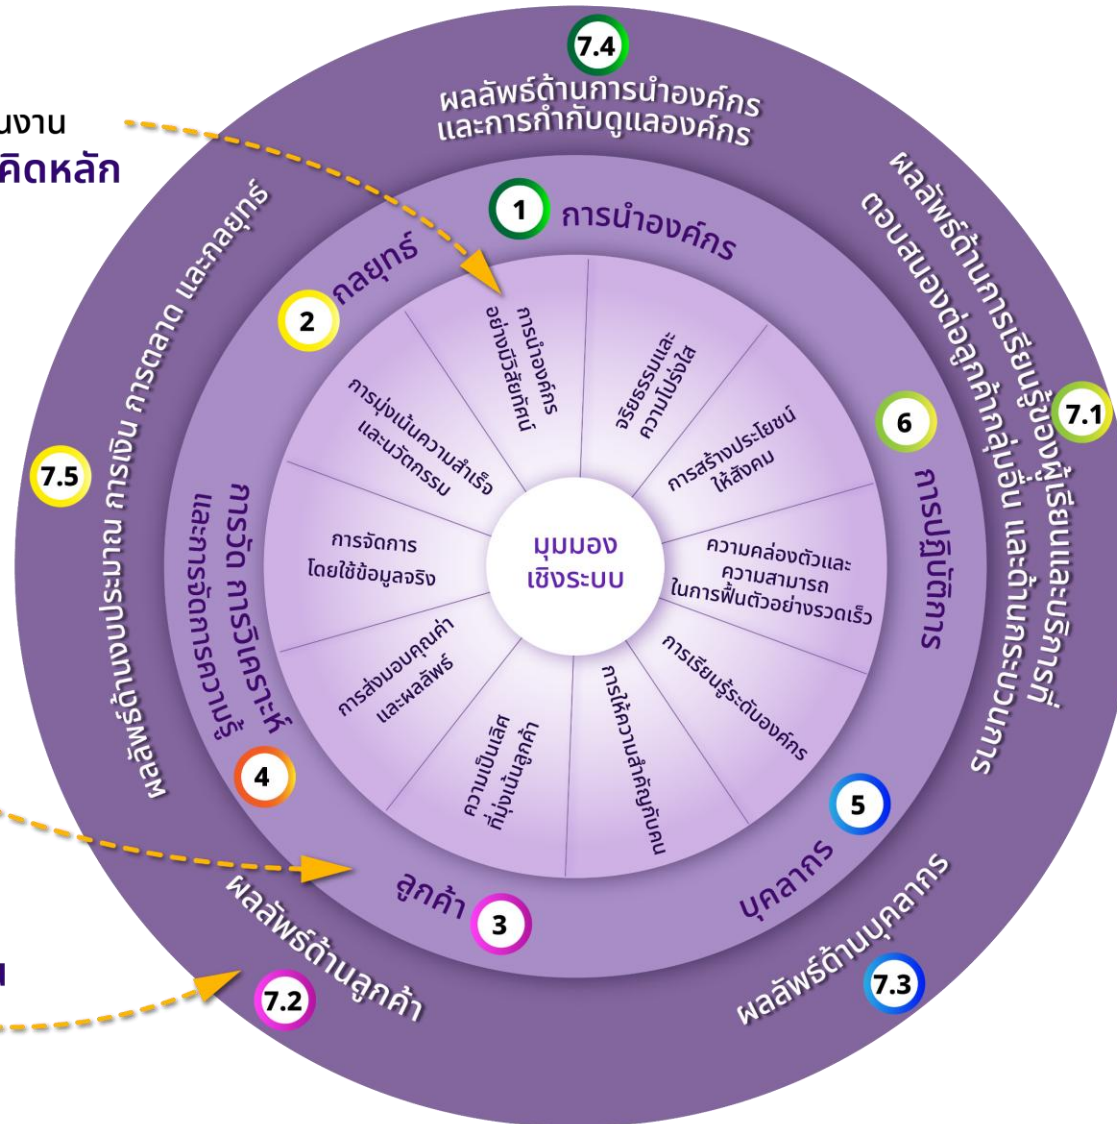 นงาน
คิดหลัก
น
7.4
ผลลัพธ์ด้านการนำองค์กร
และการกำกับดูแลองค์กร
ผลลัพธ์ด้านการเรียนรู้ของผู้เรียนและบริการที่
ตอบสนองต่อลูกค้ากลุ่มอื่น และด้านกระบวนการ
7.1
ผลลัพธ์ด้านบุคลากร
7.3
ผลลัพธ์ด้านลูกค้า
7.2
ผลลัพธ์ด้านงบประมาณ การเงิน การตลาด และกลยุทธ์
7.5
1
การนำองค์กร
2
กลยุทธ์
6
การปฏิบัติการ
5
บุคลากร
ลูกค้า
3
การวัด การวิเคราะห์
และการจัดการความรู้
4
การนำองค์กร
อย่างมีวิสัยทัศน์
จริยธรรมและ
ความโปร่งใส
การสร้างประโยชน์
ให้สังคม
ความคล่องตัวและ
ความสามารถ
ในการฟื้นตัวอย่างรวดเร็ว
การเรียนรู้ระดับองค์กร
การให้ความสำคัญกับคน
ความเป็นเลิศ
ที่มุ่งเน้นลูกค้า
การส่งมอบคุณค่า
และผลลัพธ์
การจัดการ
โดยใช้ข้อมูลจริง
การมุ่งเน้นความสำเร็จ
และนวัตกรรม
มุมมอง
เชิงระบบ